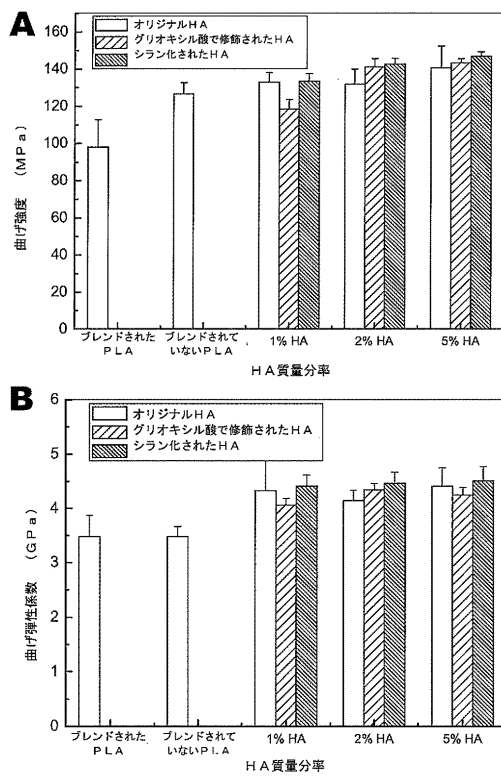 A
160
140
120
100
80
60
40
20
0
曲げ強度 (MPa)
オリジナルHA
グリオキシル酸で修飾されたHA
シラン化されたHA
ブレンドされた
PLA
ブレンドされて
いないPLA
1% HA
2% HA
5% HA
HA質量分率
B
6
5
4
3
2
1
0
曲げ弾性係数 (GPa)
オリジナルHA
グリオキシル酸で修飾されたHA
シラン化されたHA
ブレンドされた
PLA
ブレンドされて
いないPLA
1% HA
2% HA
5% HA
HA質量分率